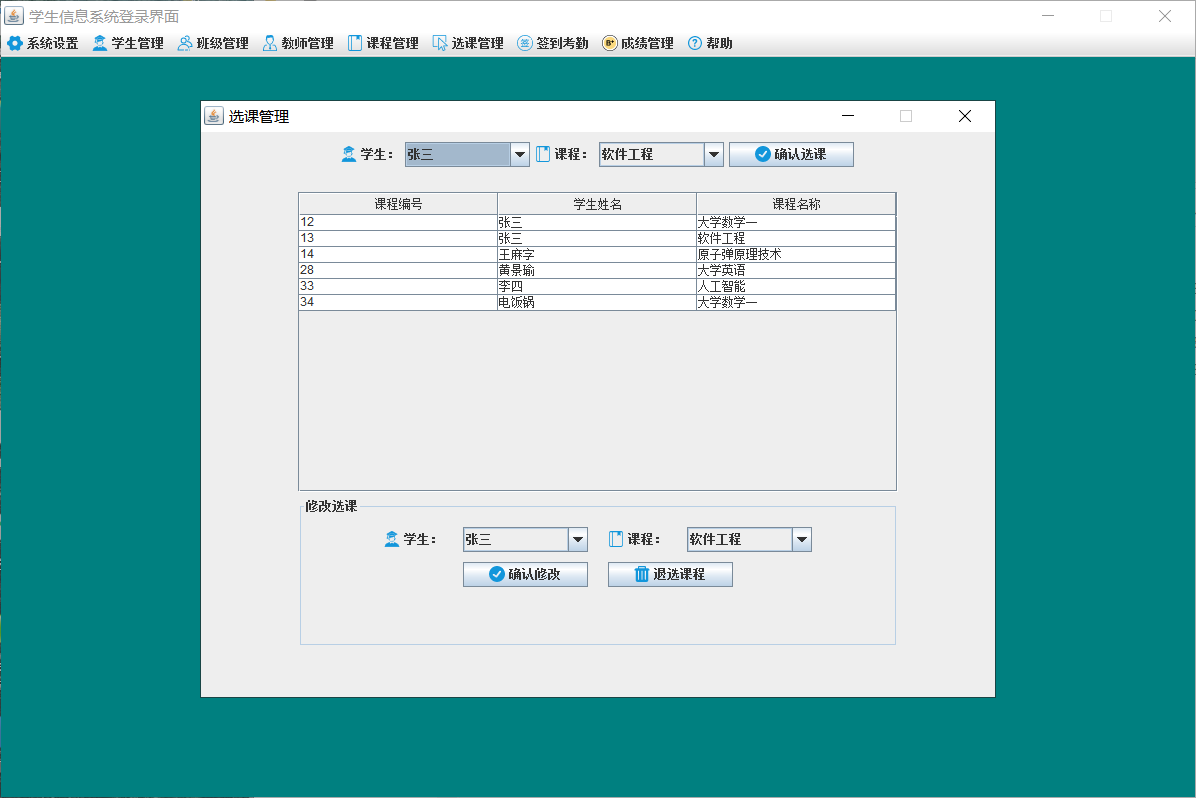 学生信息系统登录界面
系统设置 学生管理 班级管理 教师管理 课程管理 选课管理 签 签到考勤 B+ 成绩管理 ? 帮助
选课管理
学生： 张三 课程： 软件工程 确认选课
课程编号 学生姓名 课程名称
12 张三 大学数学一
13 张三 软件工程
14 王麻字 原子弹原理技术
28 黄景瑜 大学英语
33 李四 人工智能
34 电饭锅 大学数学一
修改选课
学生： 张三 课程： 软件工程
确认修改 退选课程